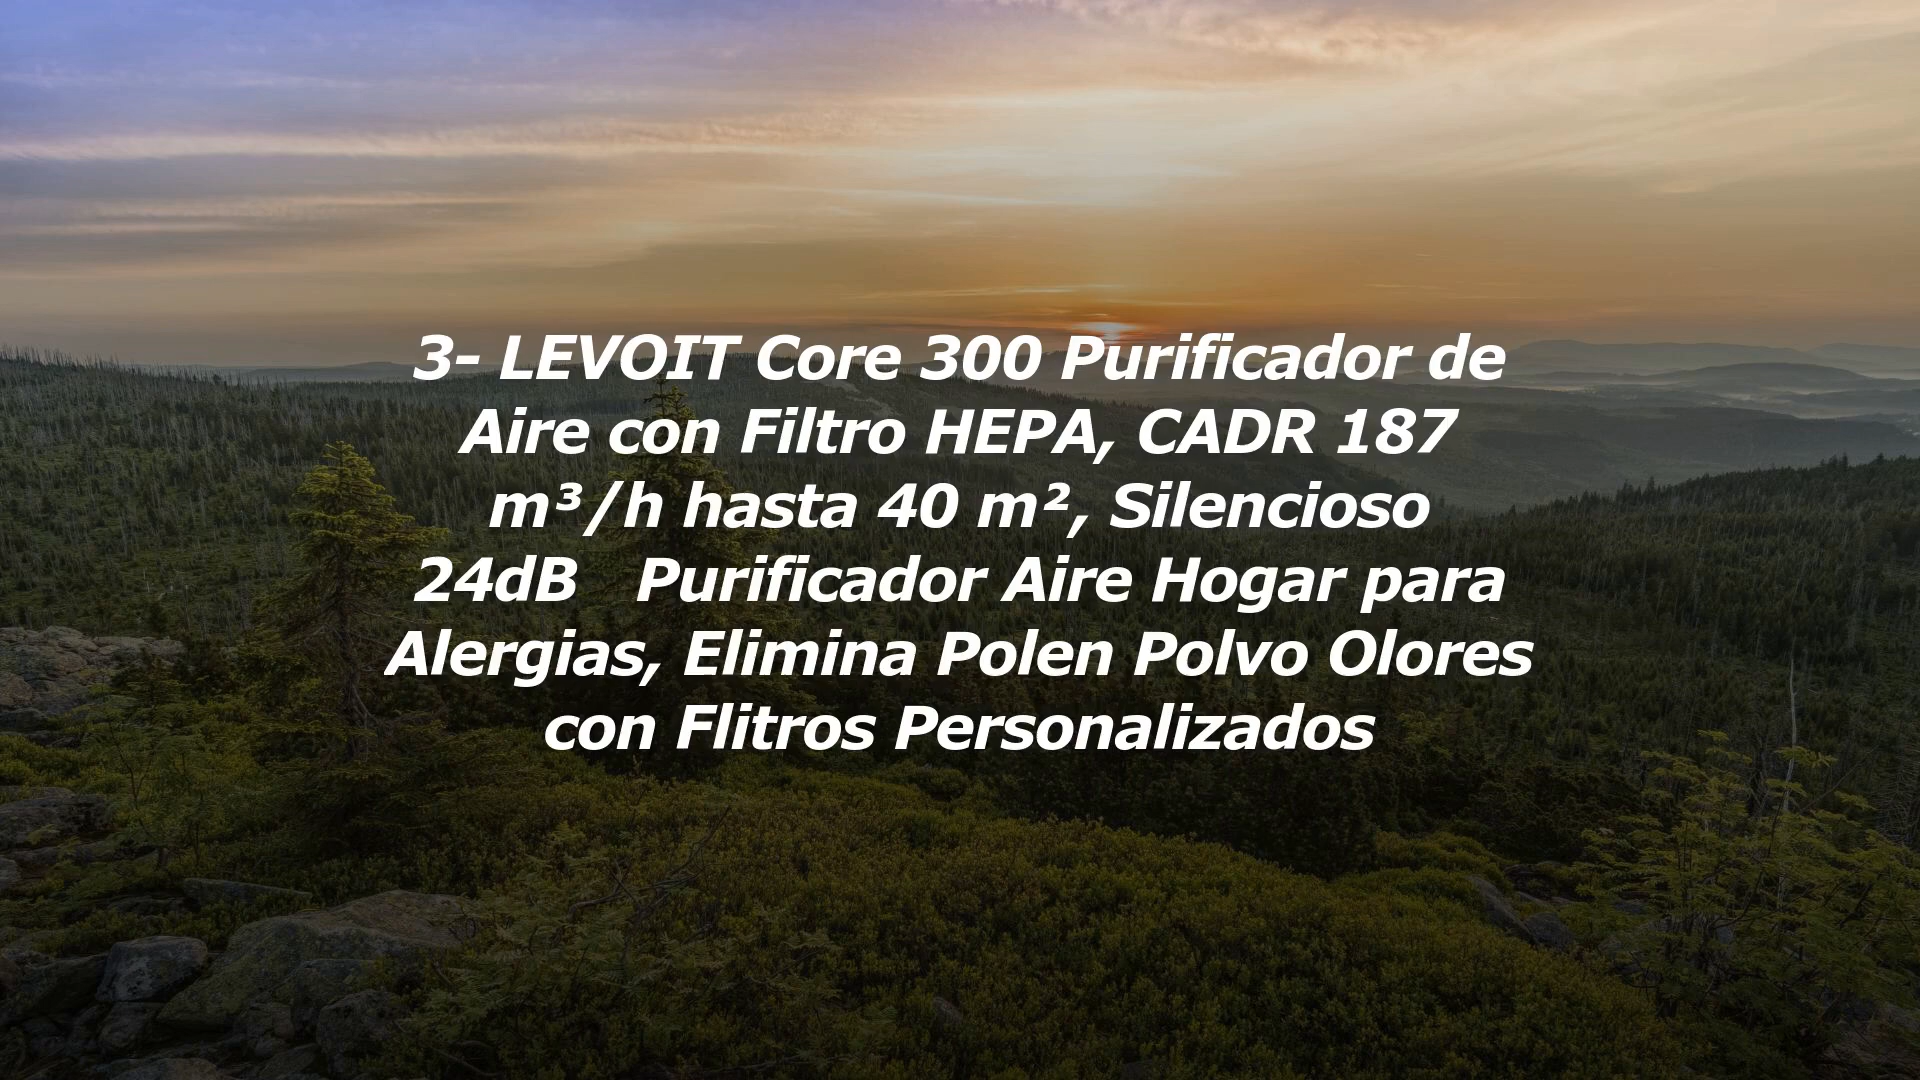 3- LEVOIT Core 300 Purificador de
Aire con Filtro HEPA, CADR 187
m³/h hasta 40 m², Silencioso
24dB   Purificador Aire Hogar para
Alergias, Elimina Polen Polvo Olores
con Flitros Personalizados